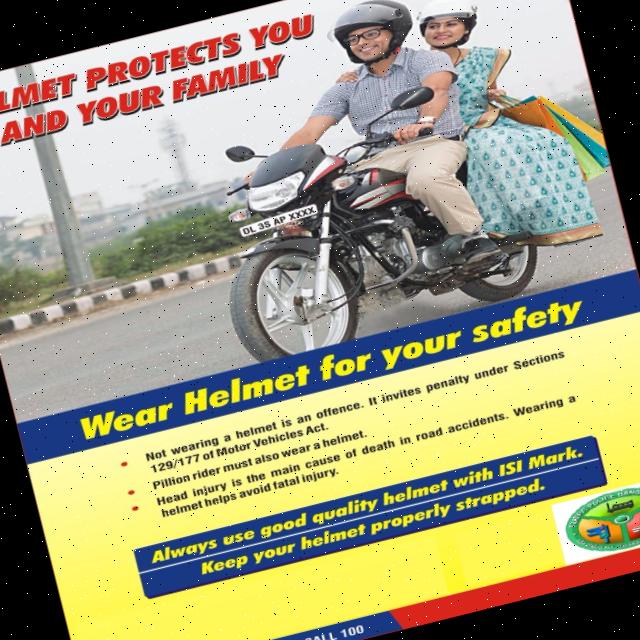 LMET PROTECTS YOU
AND YOUR FAMILY
DL 3S AP XXXX
Wear Helmet for your safety
• Not wearing a helmet is an offence. It invites penalty under Sections
129/177 of Motor Vehicles Act.
• Pillion rider must also wear a helmet.
• Head injury is the main cause of death in road accidents. Wearing a
helmet helps avoid fatal injury.
Always use good quality helmet with ISI Mark.
Keep your helmet properly strapped.
CALL 100